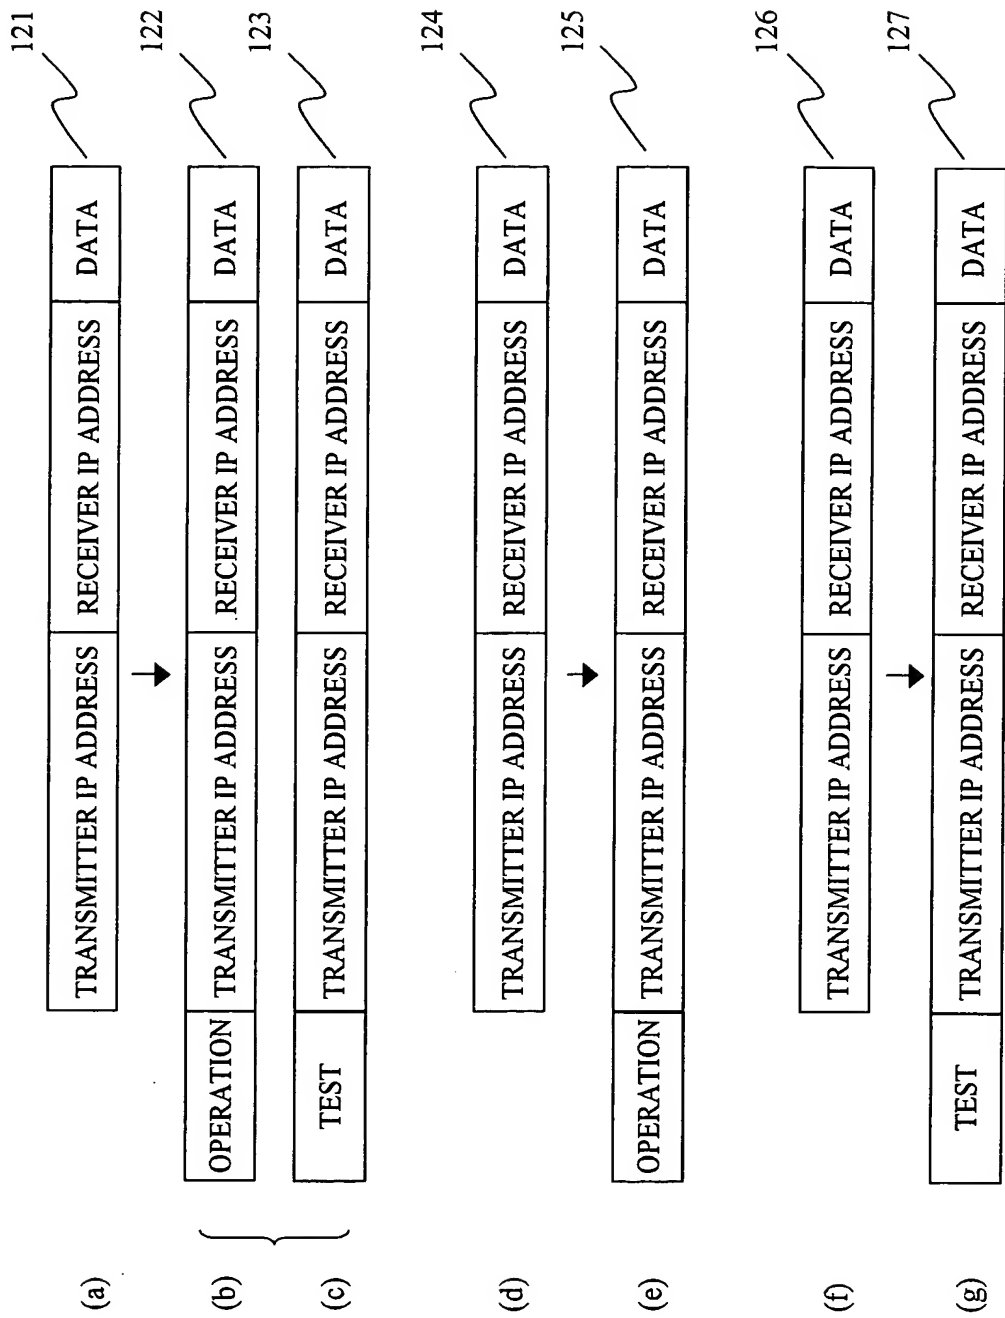 (a) TRANSMITTER IP ADDRESS RECEIVER IP ADDRESS DATA 121
(b) OPERATION TRANSMITTER IP ADDRESS RECEIVER IP ADDRESS DATA 122
(c) TEST TRANSMITTER IP ADDRESS RECEIVER IP ADDRESS DATA 123
(d) TRANSMITTER IP ADDRESS RECEIVER IP ADDRESS DATA 124
(e) OPERATION TRANSMITTER IP ADDRESS RECEIVER IP ADDRESS DATA 125
(f) TRANSMITTER IP ADDRESS RECEIVER IP ADDRESS DATA 126
(g) TEST TRANSMITTER IP ADDRESS RECEIVER IP ADDRESS DATA 127